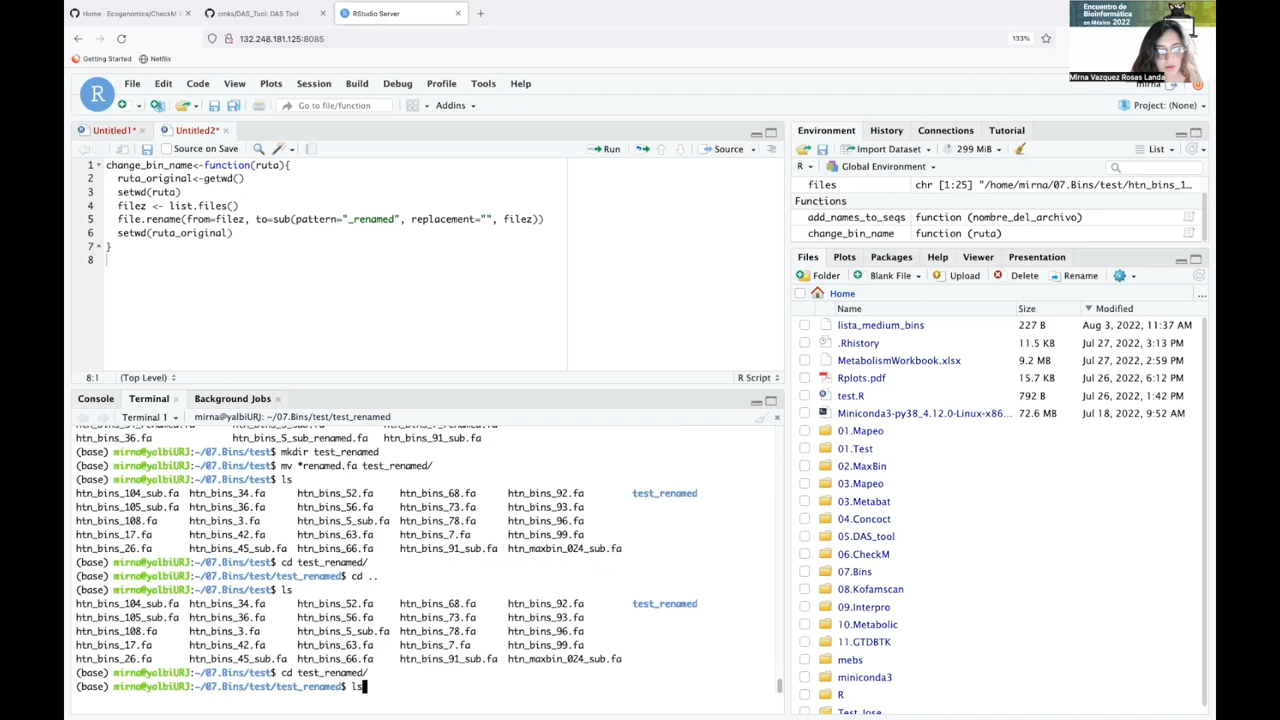 Home · Ecogenomics/CheckM W
cmks/DAS_Tool: DAS Tool
RStudio Server
132.248.181.125:8085
133%
Getting Started
Netflix
Encuentro de
Bioinformática
en México 2022
Mirna Vazquez Rosas Landa
R
File Edit Code View Plots Session Build Debug Profile Tools Help
mirna
Go to file/function
Addins
Project: (None)
Untitled1*
Untitled2*
Source on Save
Run
Source
1 change_bin_name<-function(ruta){
2 ruta_original<-getwd()
3 setwd(ruta)
4 filez <- list.files()
5 file.rename(from=filez, to=sub(pattern="_renamed", replacement="", filez))
6 setwd(ruta_original)
7 }
8
8:1 (Top Level) R Script
Environment History Connections Tutorial
Import Dataset 299 MiB List
R Global Environment
files chr [1:25] "/home/mirna/07.Bins/test/htn_bins_1...
Functions
add_names_to_seqs function (nombre_del_archivo)
change_bin_name function (ruta)
Files Plots Packages Help Viewer Presentation
Folder Blank File Upload Delete Rename
Home ...
Name Size Modified
lista_medium_bins 227 B Aug 3, 2022, 11:37 AM
.Rhistory 11.5 KB Jul 27, 2022, 3:13 PM
MetabolismWorkbook.xlsx 9.2 MB Jul 27, 2022, 2:59 PM
Rplots.pdf 15.7 KB Jul 26, 2022, 6:12 PM
test.R 792 B Jul 26, 2022, 1:42 PM
Miniconda3-py38_4.12.0-Linux-x86... 72.6 MB Jul 18, 2022, 9:52 AM
01.Mapeo
01.Test
02.MaxBin
03.Mapeo
03.Metabat
04.Concoct
05.DAS_tool
06.CheckM
07.Bins
08.Kofamscan
09.Interpro
10.Metabolic
11.GTDBTK
mebs
miniconda3
R
Test_Jose
Console Terminal Background Jobs
Terminal 1 mirna@yalbiURJ: ~/07.Bins/test/test_renamed
htn_bins_36.fa htn_bins_5_sub_renamed.fa htn_bins_91_sub.fa
(base) mirna@yalbiURJ:~/07.Bins/test$ mkdir test_renamed
(base) mirna@yalbiURJ:~/07.Bins/test$ mv *renamed.fa test_renamed/
(base) mirna@yalbiURJ:~/07.Bins/test$ ls
htn_bins_104_sub.fa htn_bins_34.fa htn_bins_52.fa htn_bins_68.fa htn_bins_92.fa test_renamed
htn_bins_105_sub.fa htn_bins_36.fa htn_bins_56.fa htn_bins_73.fa htn_bins_93.fa
htn_bins_108.fa htn_bins_3.fa htn_bins_5_sub.fa htn_bins_78.fa htn_bins_96.fa
htn_bins_17.fa htn_bins_42.fa htn_bins_63.fa htn_bins_7.fa htn_bins_99.fa
htn_bins_26.fa htn_bins_45_sub.fa htn_bins_66.fa htn_bins_91_sub.fa htn_maxbin_024_sub.fa
(base) mirna@yalbiURJ:~/07.Bins/test$ cd test_renamed/
(base) mirna@yalbiURJ:~/07.Bins/test/test_renamed$ cd ..
(base) mirna@yalbiURJ:~/07.Bins/test$ ls
htn_bins_104_sub.fa htn_bins_34.fa htn_bins_52.fa htn_bins_68.fa htn_bins_92.fa test_renamed
htn_bins_105_sub.fa htn_bins_36.fa htn_bins_56.fa htn_bins_73.fa htn_bins_93.fa
htn_bins_108.fa htn_bins_3.fa htn_bins_5_sub.fa htn_bins_78.fa htn_bins_96.fa
htn_bins_17.fa htn_bins_42.fa htn_bins_63.fa htn_bins_7.fa htn_bins_99.fa
htn_bins_26.fa htn_bins_45_sub.fa htn_bins_66.fa htn_bins_91_sub.fa htn_maxbin_024_sub.fa
(base) mirna@yalbiURJ:~/07.Bins/test$ cd test_renamed/
(base) mirna@yalbiURJ:~/07.Bins/test/test_renamed$ ls